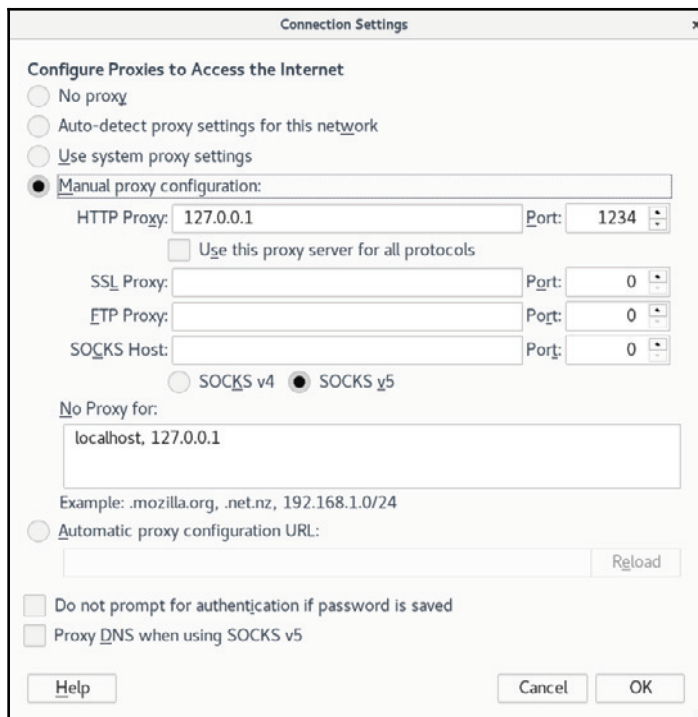 Connection Settings
Configure Proxies to Access the Internet
No proxy
Auto-detect proxy settings for this network
Use system proxy settings
Manual proxy configuration:
HTTP Proxy: 127.0.0.1 Port: 1234
Use this proxy server for all protocols
SSL Proxy: Port: 0
FTP Proxy: Port: 0
SOCKS Host: Port: 0
SOCKS v4 SOCKS v5
No Proxy for:
localhost, 127.0.0.1
Example: .mozilla.org, .net.nz, 192.168.1.0/24
Automatic proxy configuration URL:
Reload
Do not prompt for authentication if password is saved
Proxy DNS when using SOCKS v5
Help Cancel OK